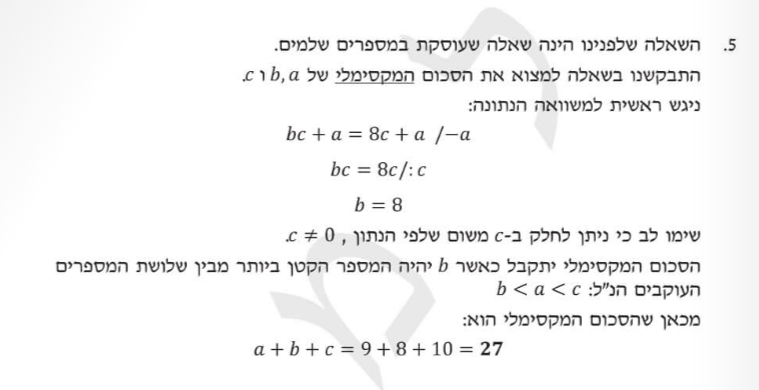 5. השאלה שלפנינו הינה שאלה שעוסקת במספרים שלמים.
התבקשנו בשאלה למצוא את הסכום המקסימלי של b, a ו c.
ניגש ראשית למשוואה הנתונה:
bc + a = 8c + a /−a
bc = 8c/: c
b = 8
שימו לב כי ניתן לחלק ב-c משום שלפי הנתון , c ≠ 0.
הסכום המקסימלי יתקבל כאשר b יהיה המספר הקטן ביותר מבין שלושת המספרים
העוקבים הנ"ל: b < a < c
מכאן שהסכום המקסימלי הוא:
a + b + c = 9 + 8 + 10 = 27